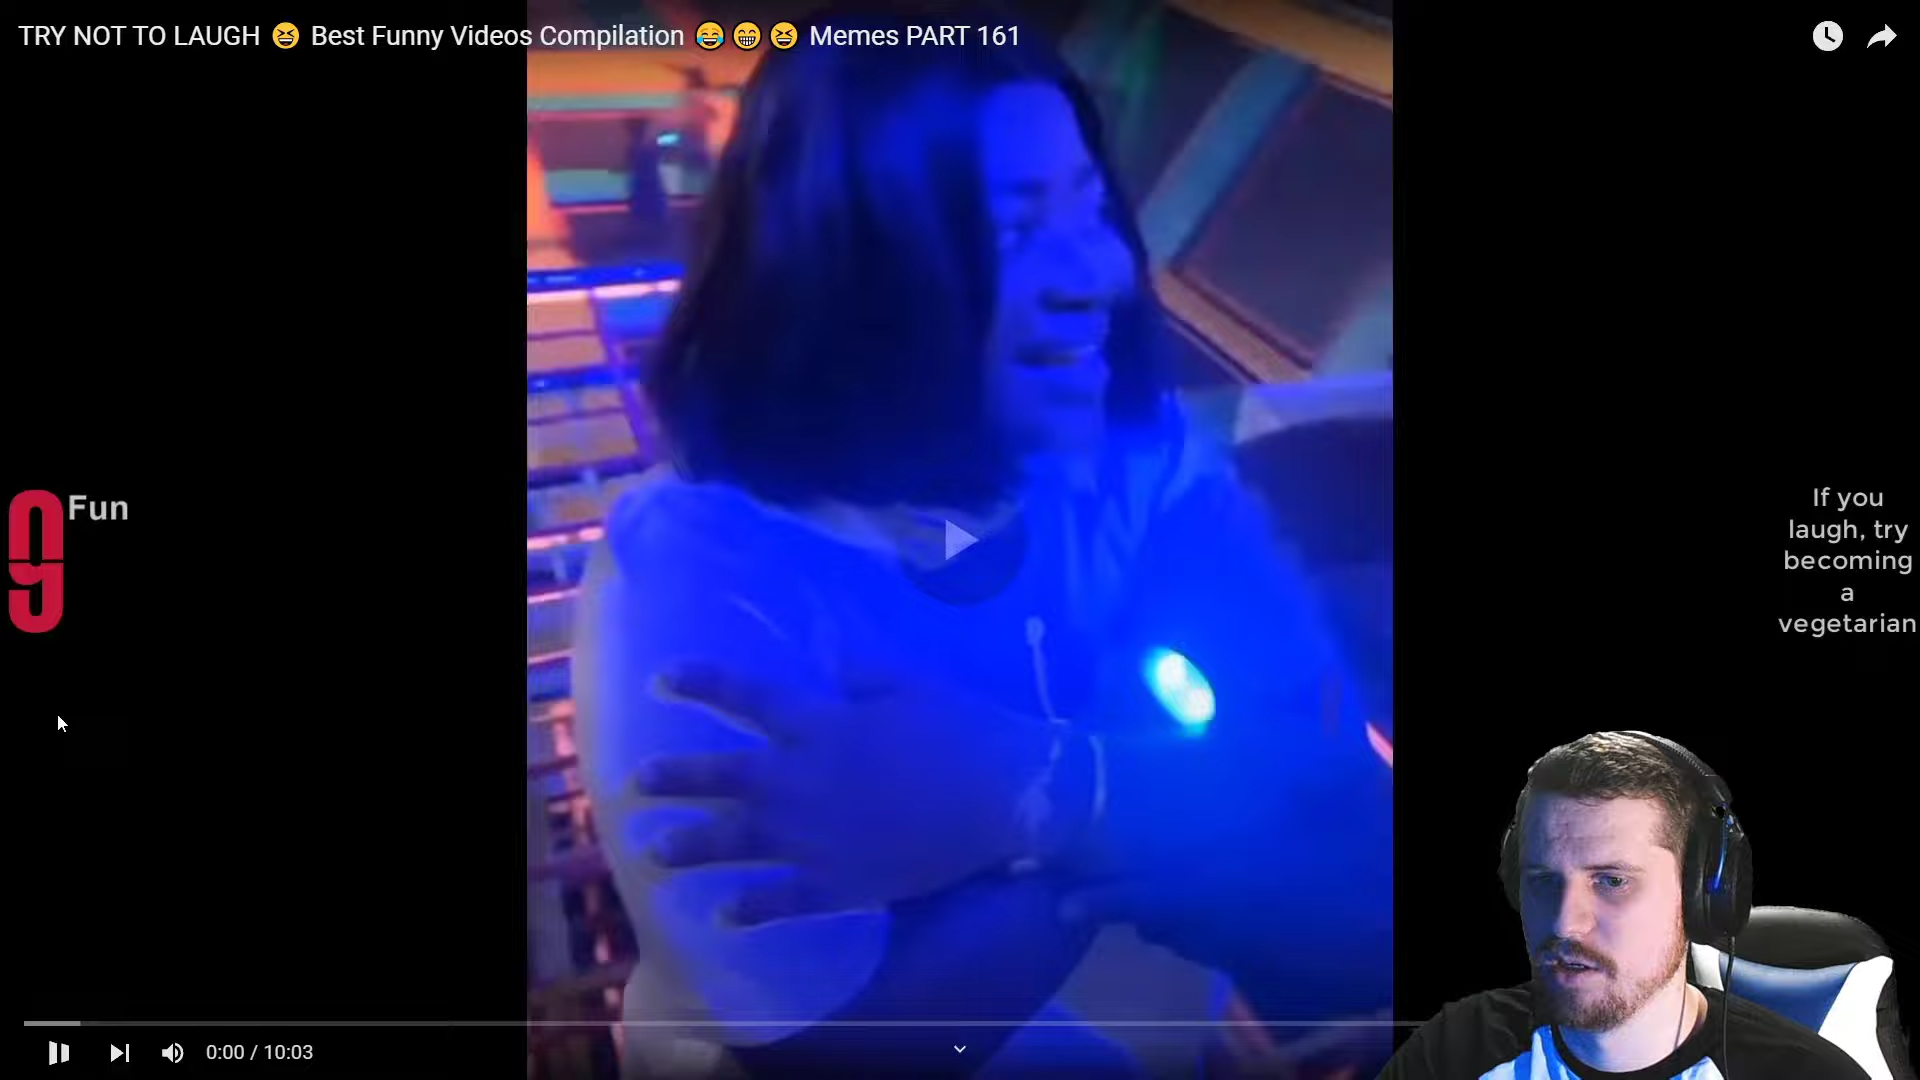 TRY NOT TO LAUGH 😆 Best Funny Videos Compilation 😂😁😆 Memes PART 161
9
Fun
If you
laugh, try
becoming
a
vegetarian
0:00 / 10:03